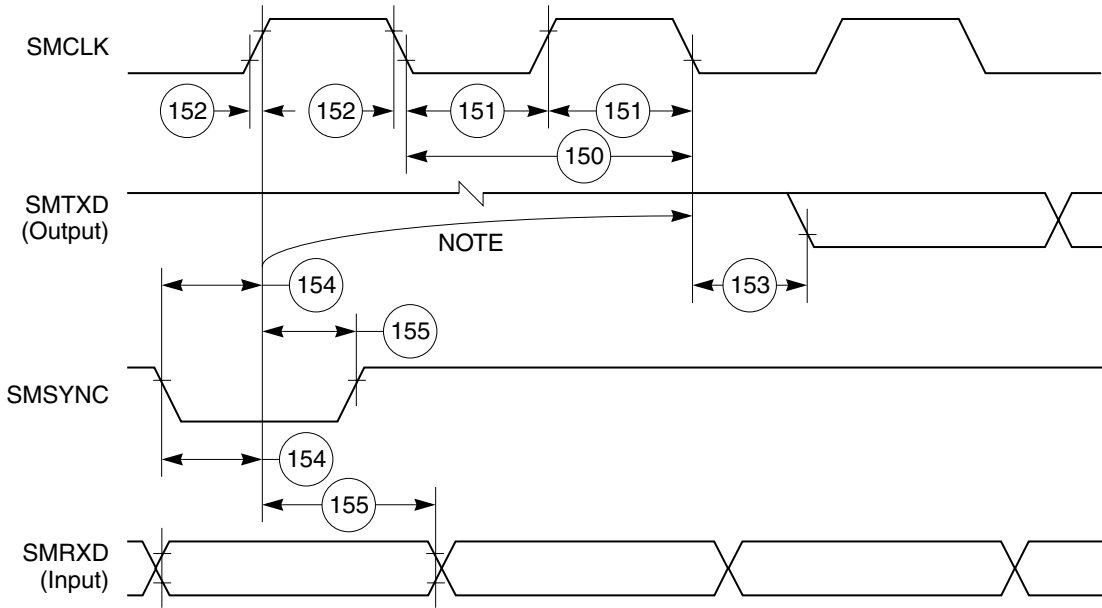 SMCLK
152
152
151
151
150
SMTXD
(Output)
NOTE
154
153
155
SMSYNC
154
155
SMRXD
(Input)